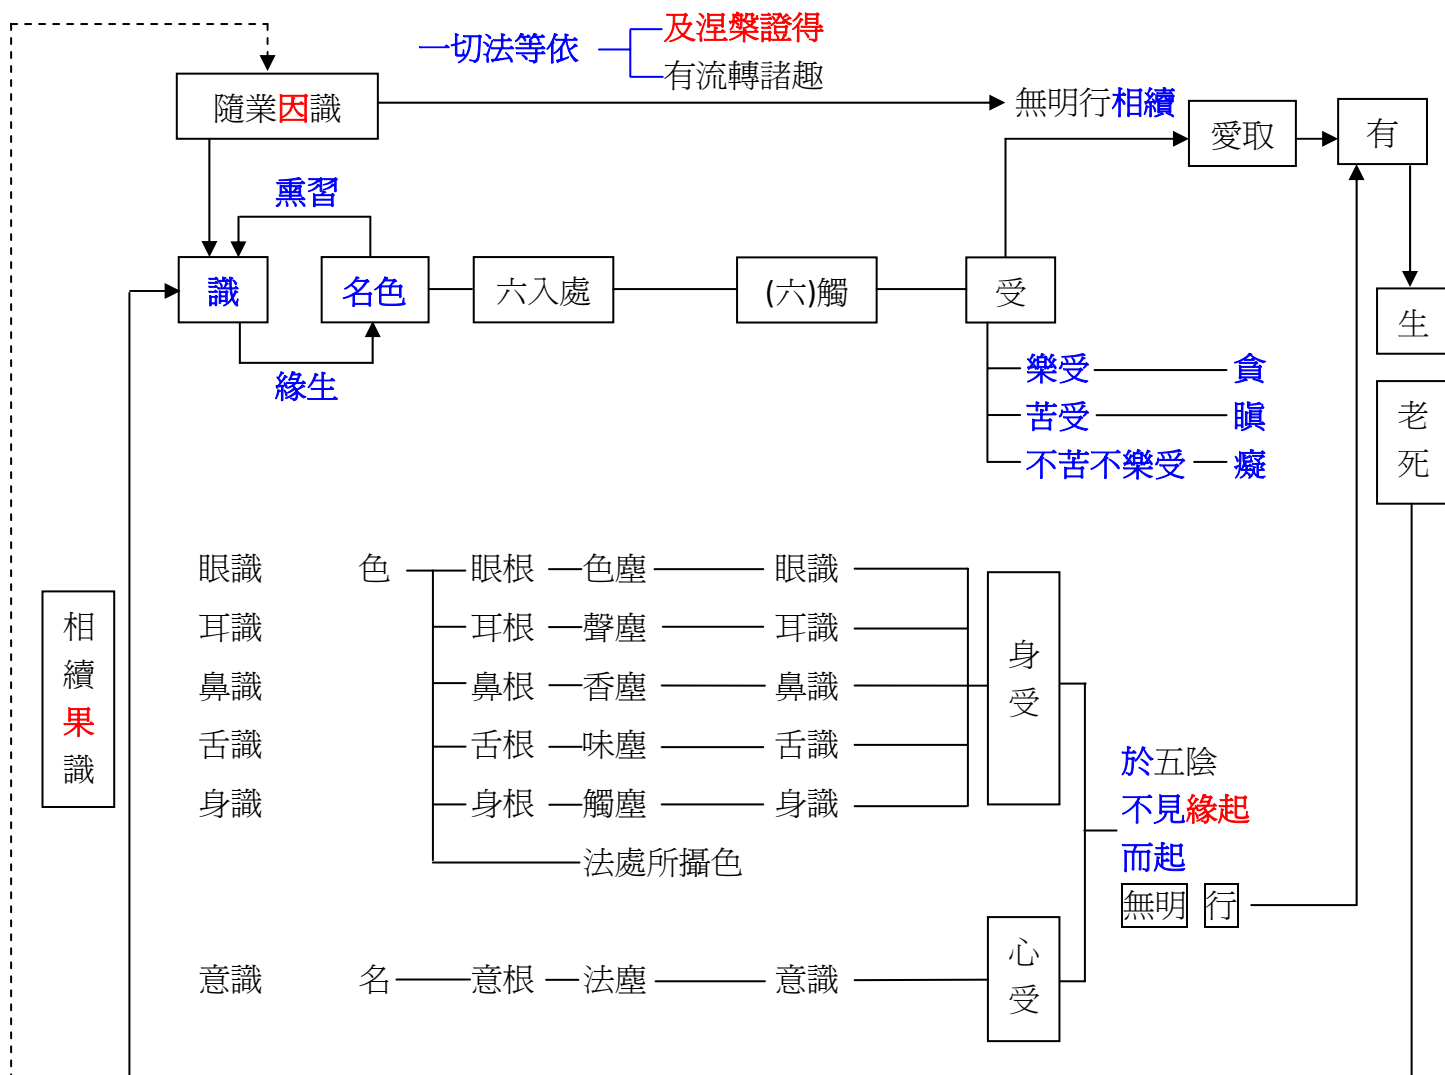 一切法等依
及涅槃證得
有流轉諸趣
隨業因識
無明行相續
愛取
有
熏習
識
名色
六入處
(六)觸
受
生
緣生
樂受 貪
苦受 瞋
不苦不樂受 癡
老死
相續果識
眼識 色 眼根 色塵 眼識
耳識 耳根 聲塵 耳識
鼻識 鼻根 香塵 鼻識
舌識 舌根 味塵 舌識
身識 身根 觸塵 身識
法處所攝色
身受
於五陰
不見緣起
而起
無明 行
意識 名 意根 法塵 意識
心受